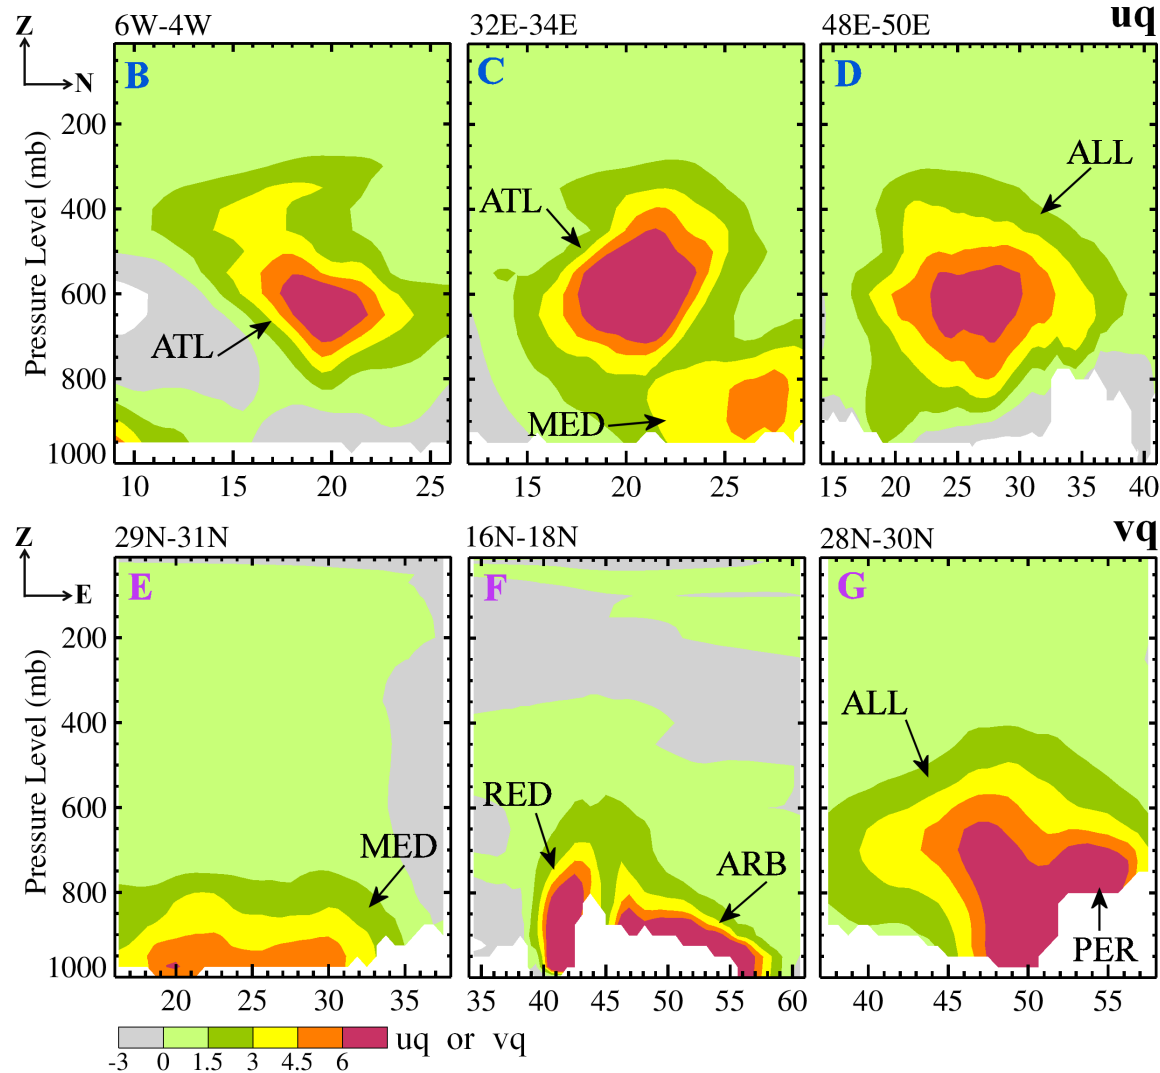 uq
Z
N
6W-4W
32E-34E
48E-50E
B
C
D
Pressure Level (mb)
200
400
600
800
1000
ATL
ATL
MED
ALL
10 15 20 25
15 20 25
15 20 25 30 35 40
vq
Z
E
29N-31N
16N-18N
28N-30N
E
F
G
Pressure Level (mb)
200
400
600
800
1000
MED
RED
ARB
ALL
PER
20 25 30 35
35 40 45 50 55 60
40 45 50 55
-3 0 1.5 3 4.5 6
uq or vq